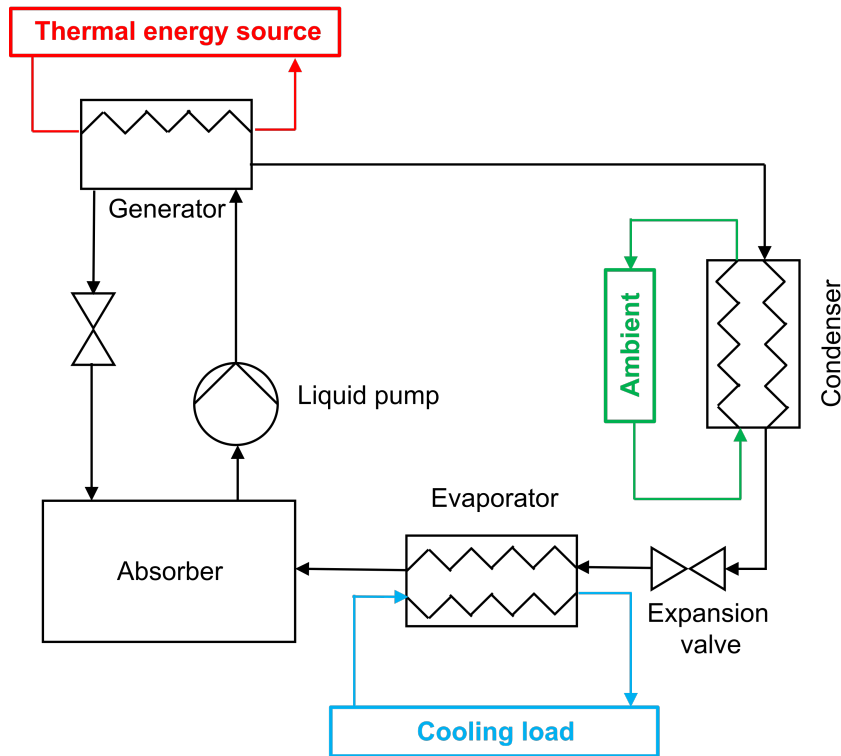 Thermal energy source
Generator
Ambient
Condenser
Liquid pump
Evaporator
Absorber
Expansion
valve
Cooling load